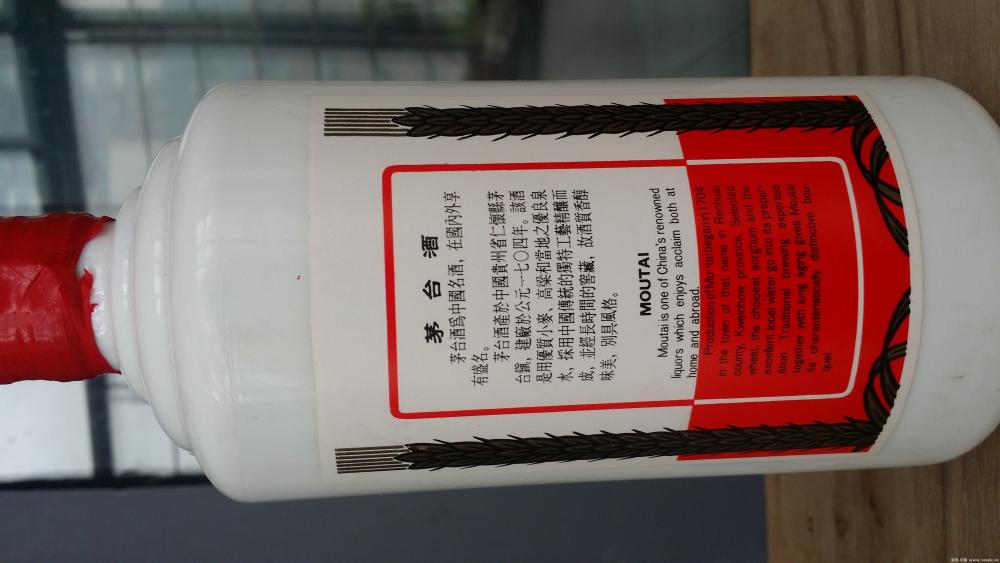 茅台酒
茅台酒爲中國名酒，在國內外享
有盛名。
茅台酒產於中國貴州省仁懷縣茅
台鎭，建廠於公元一七〇四年。該酒
是用優質小麥、高粱和當地之優良泉
水，採用中國傳統的獨特工藝精釀而
成，並經長時間的窖藏，故酒質香醇
味美，別具風格。
MOUTAI
Moutai is one of China's renowned
liquors which enjoys acclaim both at
home and abroad.
Production of Moutai began in 1704
in the town of that name in Renhuai
county, Kweichow province. Selected
wheat, the choicest sorghum and the
excellent local water go into its prepar-
ation. Traditional brewing expertise
together with long aging gives Moutai
its characteristically distinctive bou-
quet.